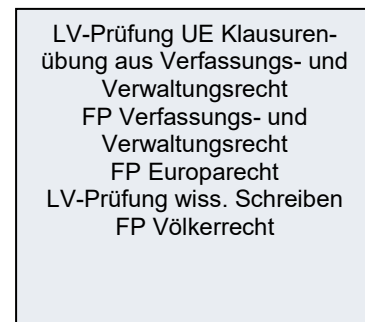 LV-Prüfung UE Klausuren-
übung aus Verfassungs- und
Verwaltungsrecht
FP Verfassungs- und
Verwaltungsrecht
FP Europarecht
LV-Prüfung wiss. Schreiben
FP Völkerrecht